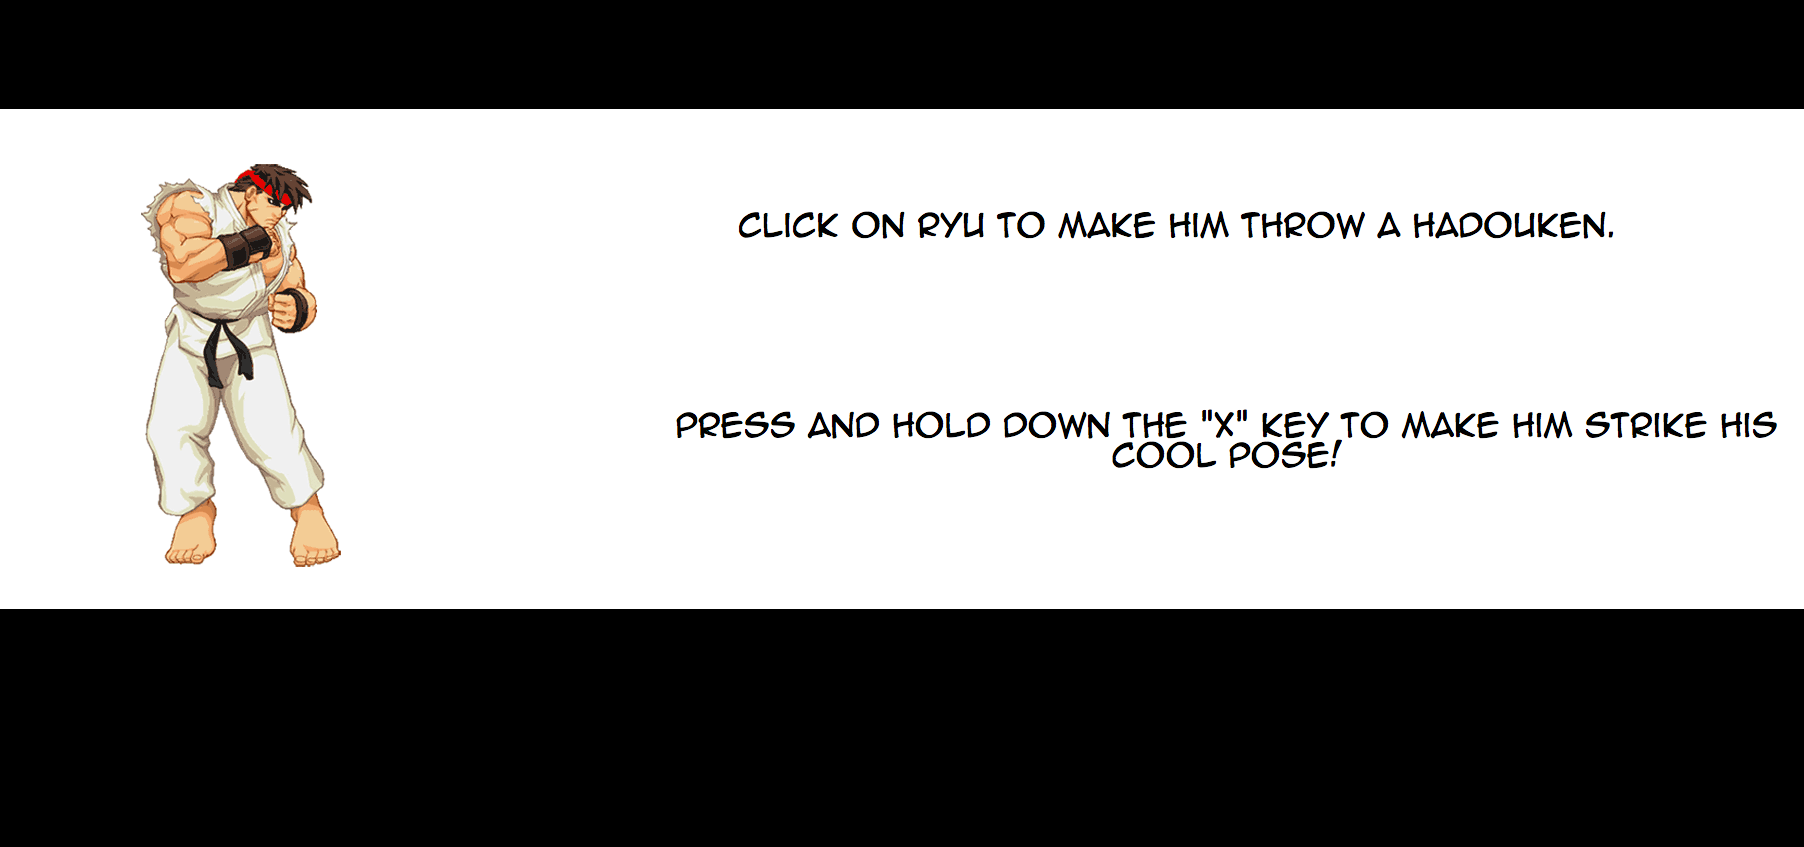 CLICK ON RYU TO MAKE HIM THROW A HADOUKEN.
PRESS AND HOLD DOWN THE "X" KEY TO MAKE HIM STRIKE HIS
COOL POSE!